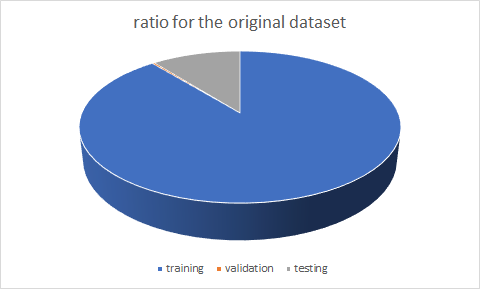 ratio for the original dataset
training validation testing